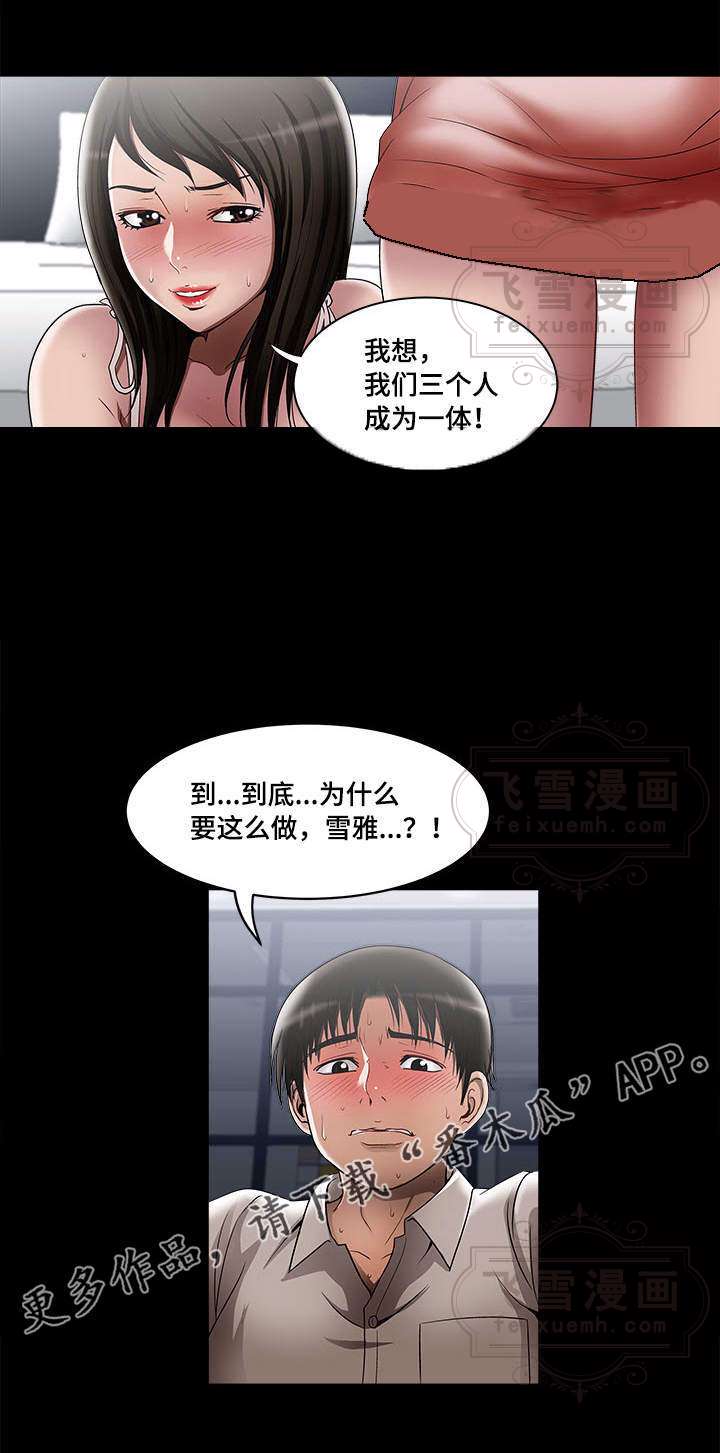 我想，
我们三个人
成为一体！
飞雪漫画
feixuemh.com
到...到底...为什么
要这么做，雪雅...？！
飞雪漫画
feixuemh.com
更多作品，请下载“番木瓜”APP。
飞雪漫画
feixuemh.com